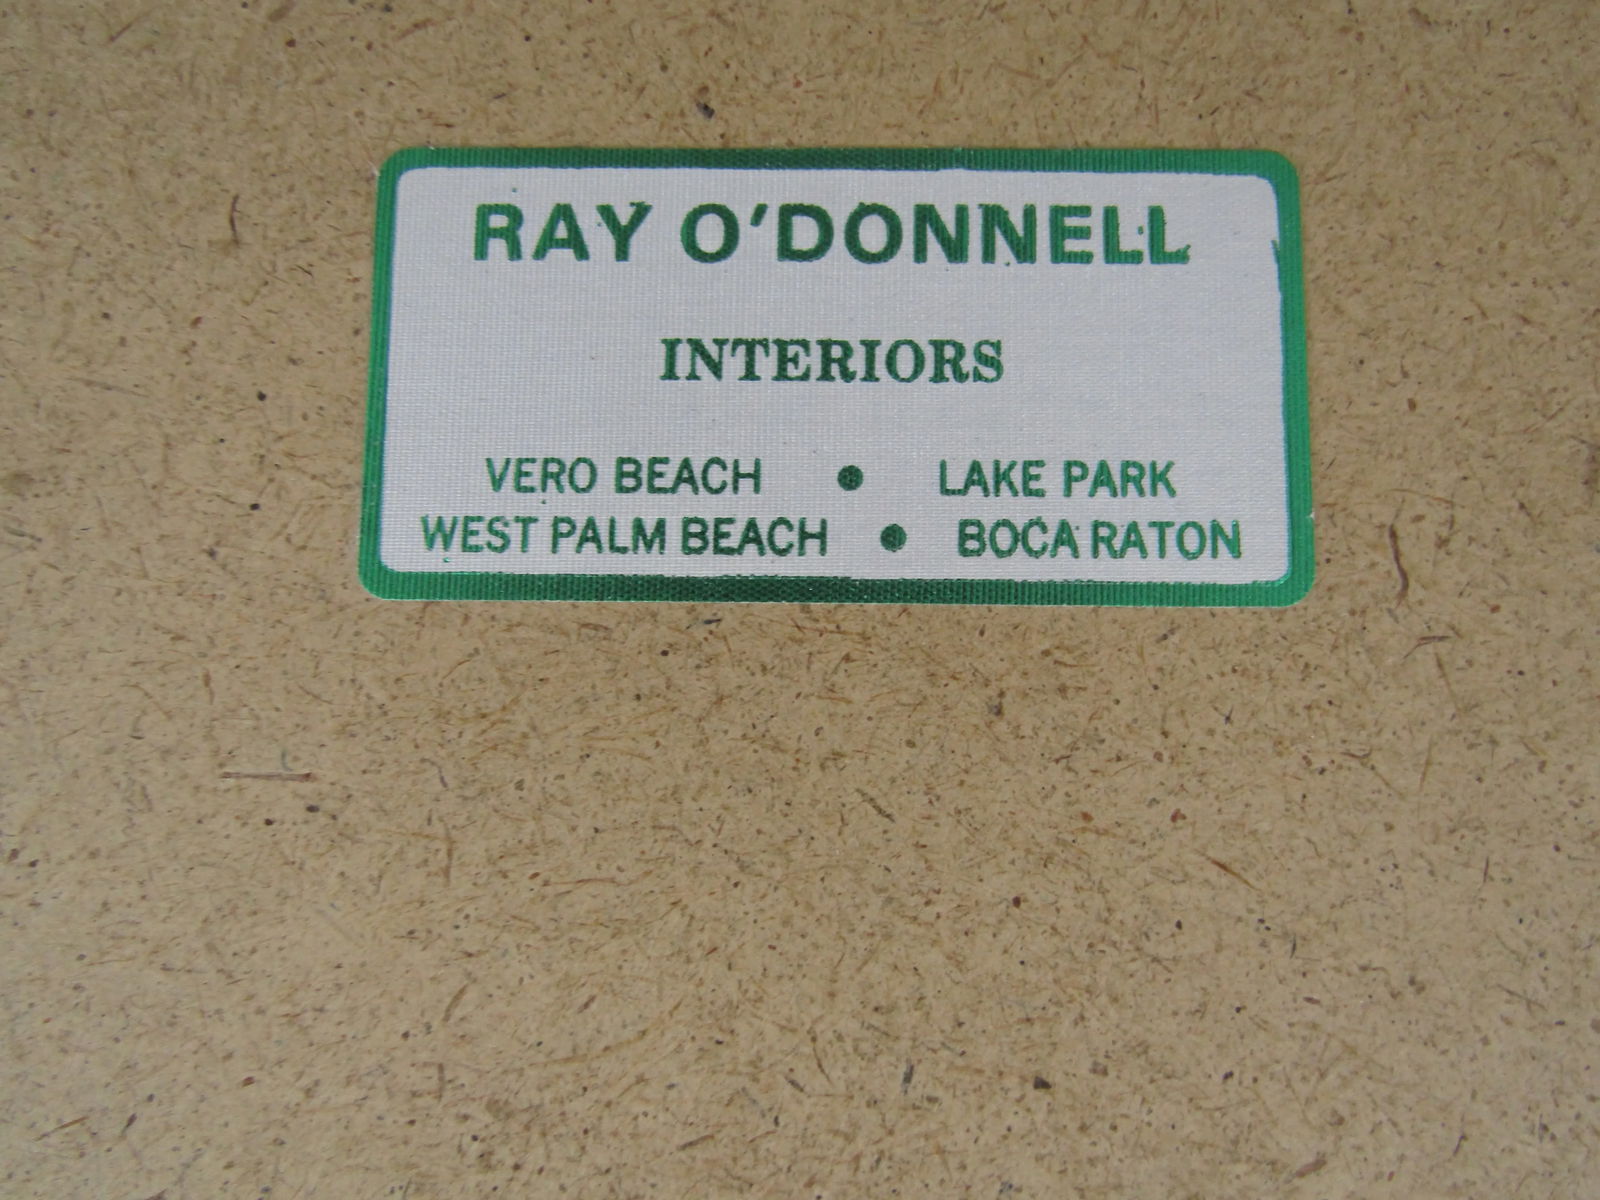 RAY O'DONNELL
INTERIORS
VERO BEACH • LAKE PARK
WEST PALM BEACH • BOCA RATON